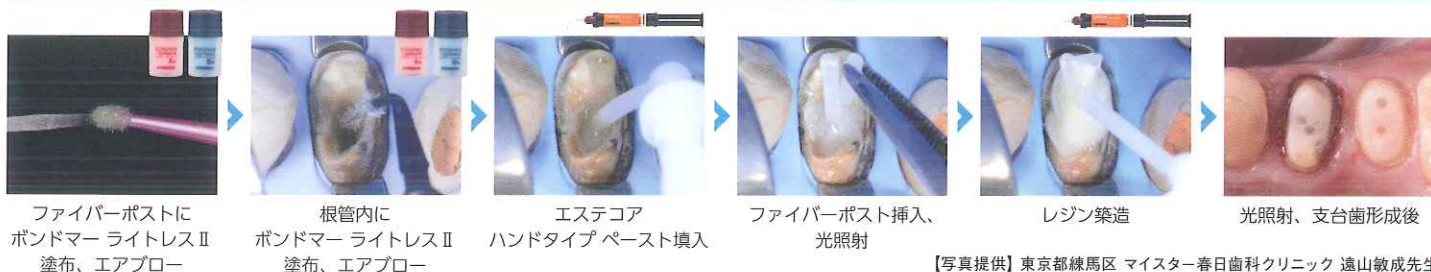 ファイバーポストに
ボンドマー ライトレスⅡ
塗布、エアブロー
根管内に
ボンドマー ライトレスⅡ
塗布、エアブロー
エステコア
ハンドタイプ ペースト填入
ファイバーポスト挿入、
光照射
レジン築造
光照射、支台歯形成後
【写真提供】東京都練馬区 マイスター春日歯科クリニック 遠山敏成先生